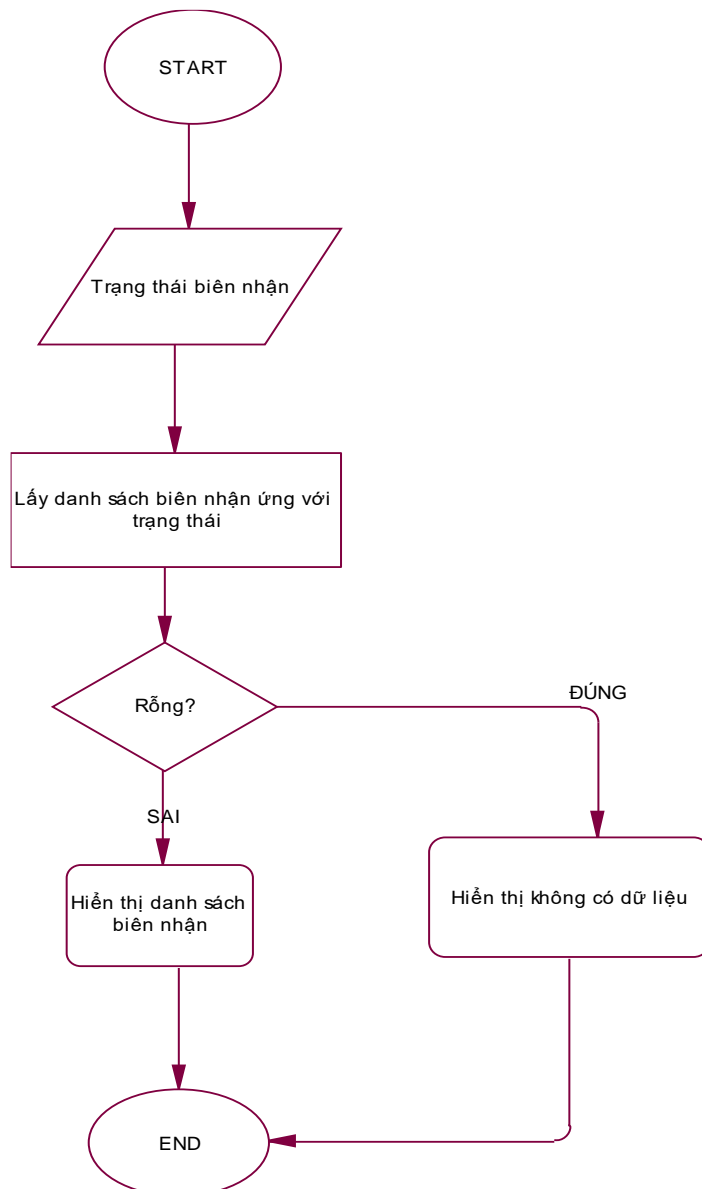 START
Trạng thái biên nhận
Lấy danh sách biên nhận ứng với
trạng thái
Rỗng?
ĐÚNG
SAI
Hiển thị danh sách
biên nhận
Hiển thị không có dữ liệu
END